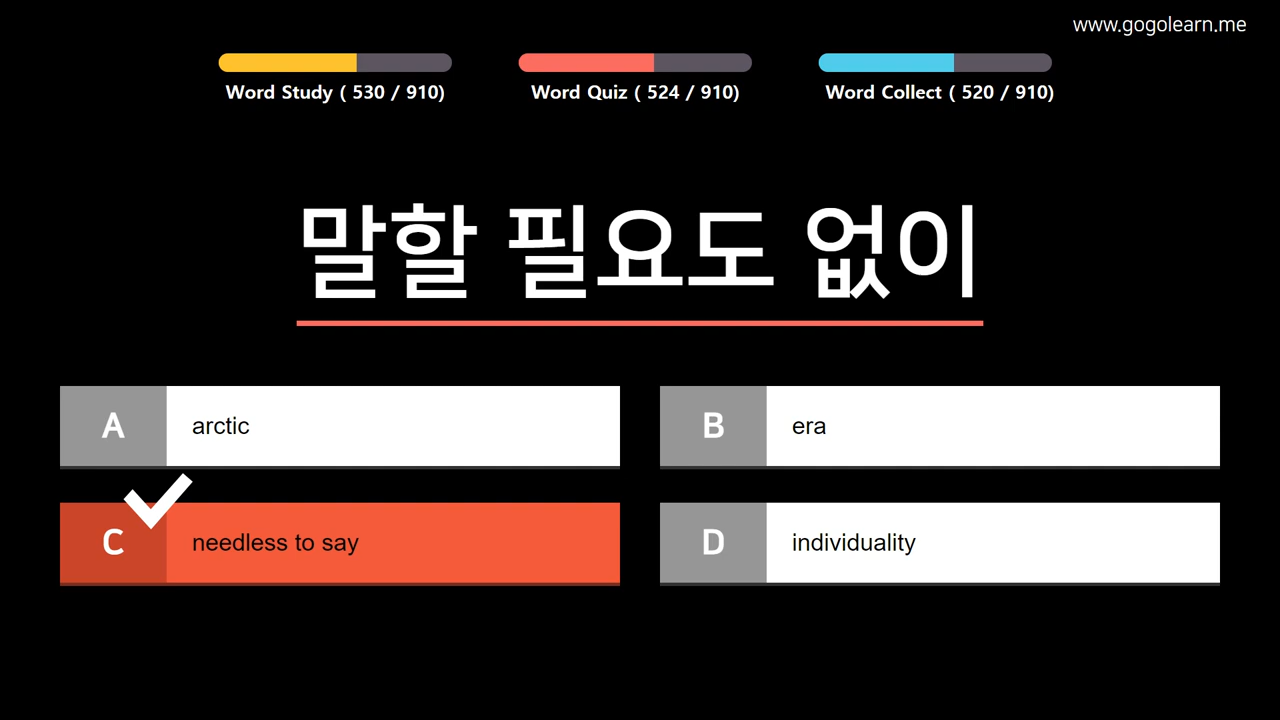 www.gogolearn.me
Word Study ( 530 / 910)
Word Quiz ( 524 / 910)
Word Collect ( 520 / 910)
말할 필요도 없이
A arctic
B era
C needless to say
D individuality